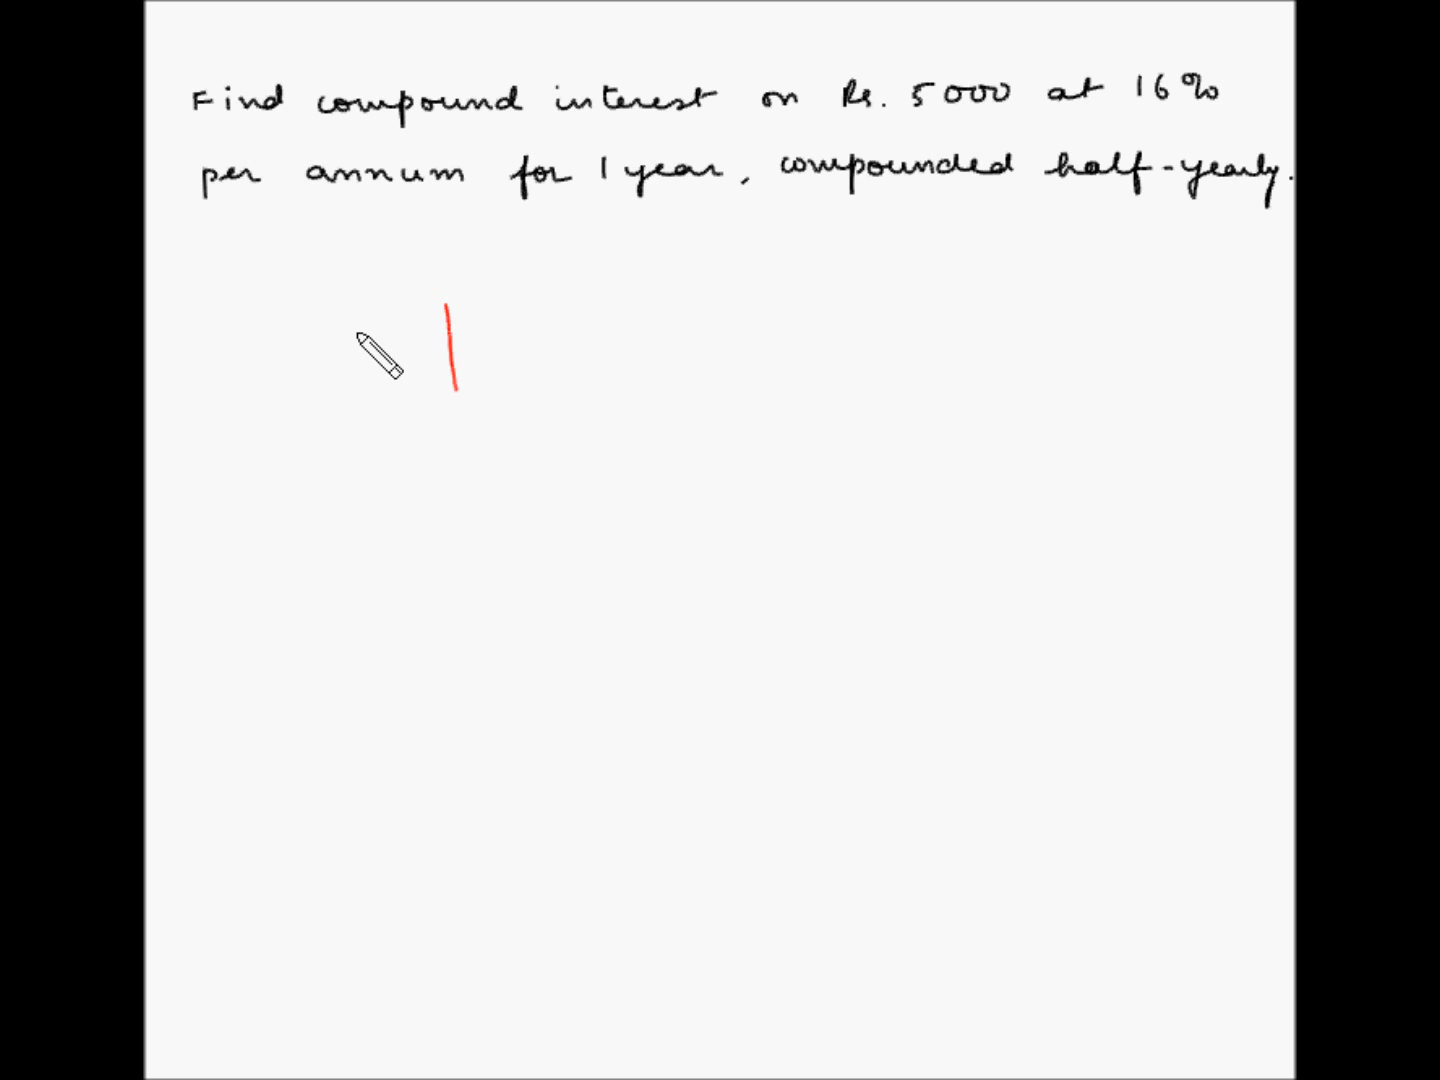 Find compound interest on Rs. 5000 at 16%
per annum for 1 year, compounded half-yearly.